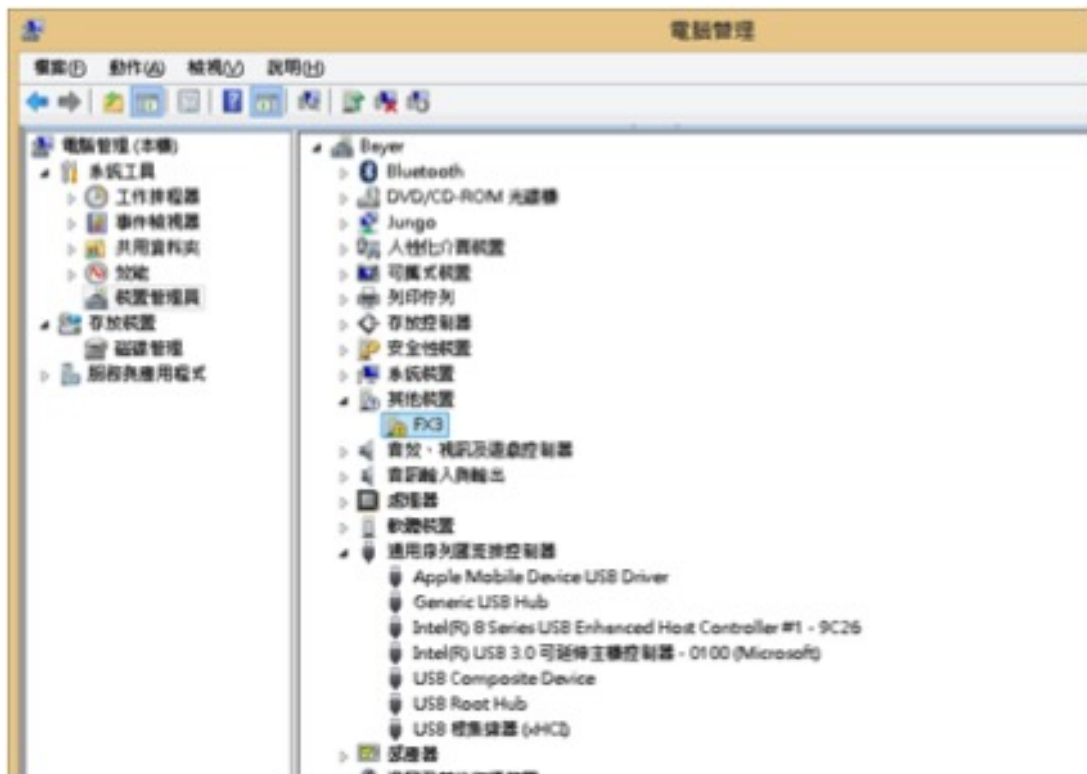 電腦管理
檔案(F) 動作(A) 檢視(V) 說明(H)
電腦管理 (本機)
系統工具
工作排程器
事件檢視器
共用資料夾
效能
裝置管理員
存放裝置
磁碟管理
服務與應用程式
Beyer
Bluetooth
DVD/CD-ROM 光碟機
Jungo
人性化介面裝置
可攜式裝置
列印佇列
存放控制器
安全性裝置
系統裝置
其他裝置
FX3
音效、視訊及遊戲控制器
音訊輸入與輸出
處理器
軟體裝置
通用序列匯流排控制器
Apple Mobile Device USB Driver
Generic USB Hub
Intel(R) 8 Series USB Enhanced Host Controller #1 - 9C26
Intel(R) USB 3.0 可延伸主機控制器 - 0100 (Microsoft)
USB Composite Device
USB Root Hub
USB 根集線器 (xHCI)
感應器